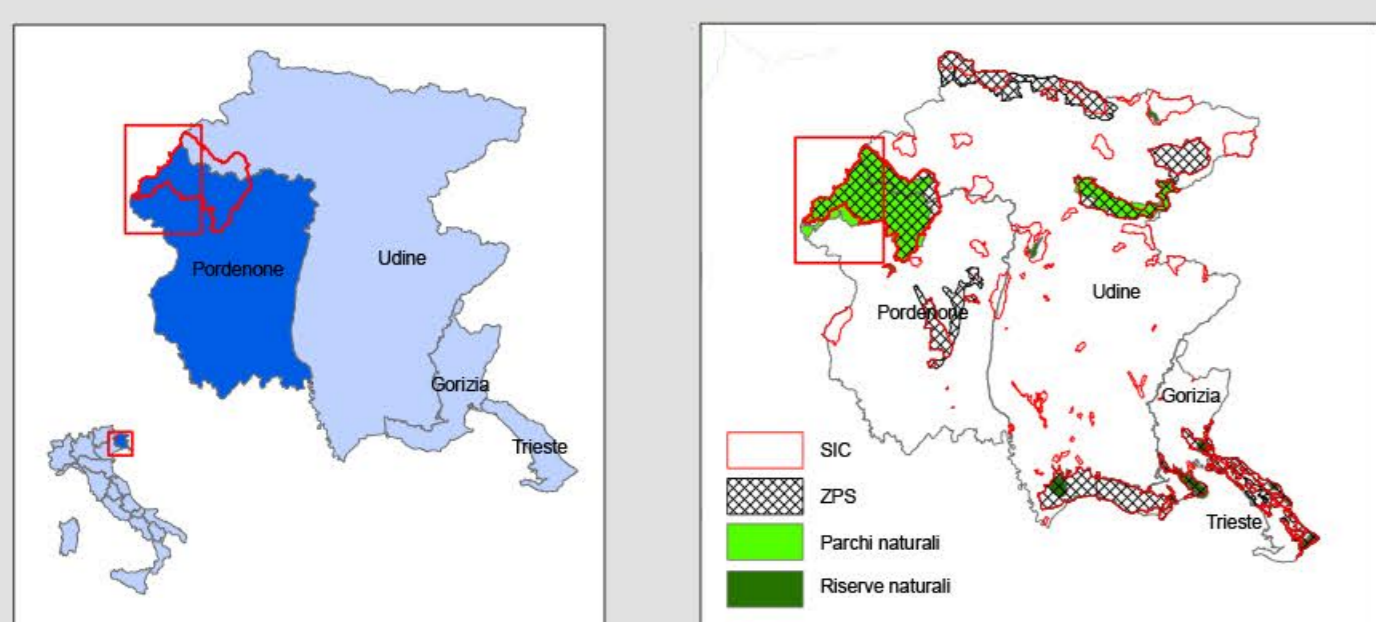 Pordenone
Udine
Gorizia
Trieste
Pordenone
Udine
Gorizia
Trieste
SIC
ZPS
Parchi naturali
Riserve naturali